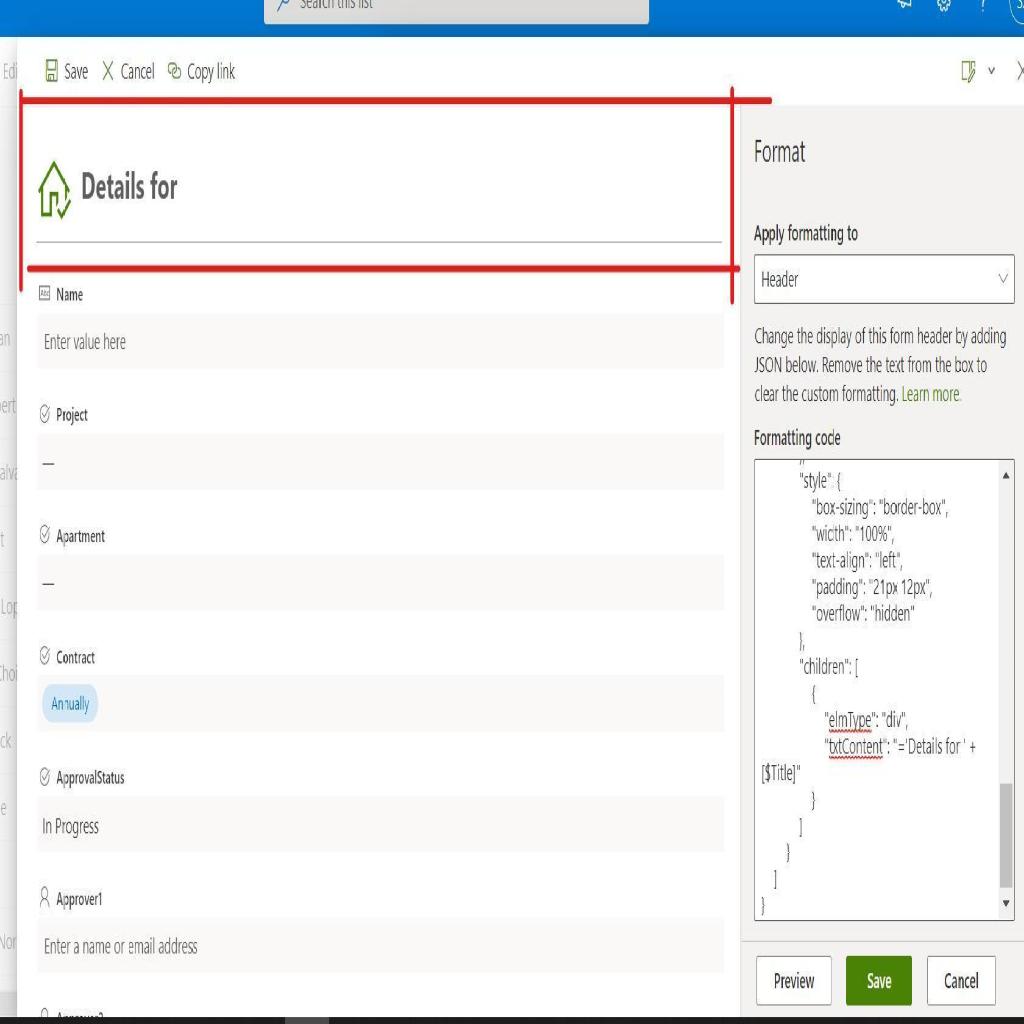 Search this list
Edi
Save
Cancel
Copy link
Details for
Name
Enter value here
Project
—
Apartment
—
Contract
Annually
ApprovalStatus
In Progress
Approver1
Enter a name or email address
Format
Apply formatting to
Header
Change the display of this form header by adding
JSON below. Remove the text from the box to
clear the custom formatting. Learn more.
Formatting code
"style": {
"box-sizing": "border-box",
"width": "100%",
"text-align": "left",
"padding": "21px 12px",
"overflow": "hidden"
},
"children": [
{
"elmType": "div",
"txtContent": "='Details for ' +
[$Title]"
}
]
}
]
}
Preview
Save
Cancel